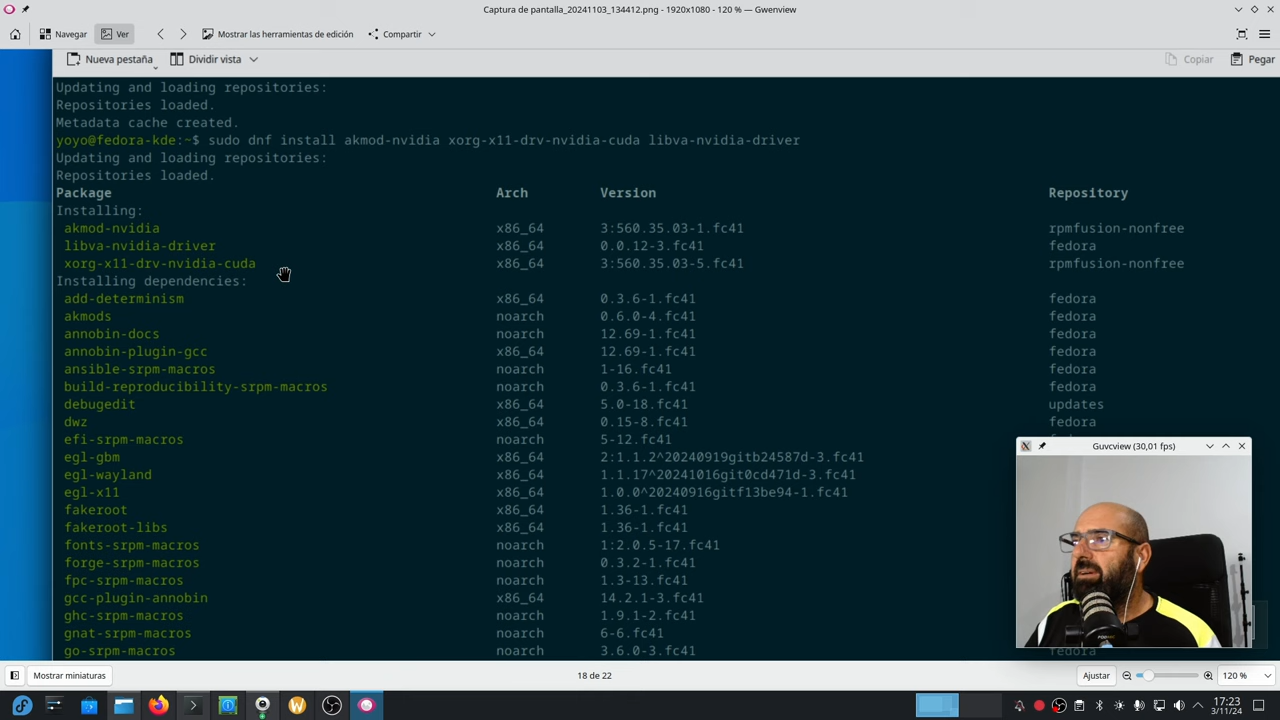 Captura de pantalla_20241103_134412.png - 1920x1080 - 120 % — Gwenview
Navegar Ver Mostrar las herramientas de edición Compartir
Nueva pestaña Dividir vista Copiar Pegar
Updating and loading repositories:
Repositories loaded.
Metadata cache created.
yoyo@fedora-kde:~$ sudo dnf install akmod-nvidia xorg-x11-drv-nvidia-cuda libva-nvidia-driver
Updating and loading repositories:
Repositories loaded.
Package Arch Version Repository
Installing:
akmod-nvidia x86_64 3:560.35.03-1.fc41 rpmfusion-nonfree
libva-nvidia-driver x86_64 0.0.12-3.fc41 fedora
xorg-x11-drv-nvidia-cuda x86_64 3:560.35.03-5.fc41 rpmfusion-nonfree
Installing dependencies:
add-determinism x86_64 0.3.6-1.fc41 fedora
akmods noarch 0.6.0-4.fc41 fedora
annobin-docs noarch 12.69-1.fc41 fedora
annobin-plugin-gcc x86_64 12.69-1.fc41 fedora
ansible-srpm-macros noarch 1-16.fc41 fedora
build-reproducibility-srpm-macros noarch 0.3.6-1.fc41 fedora
debugedit x86_64 5.0-18.fc41 updates
dwz x86_64 0.15-8.fc41 fedora
efi-srpm-macros noarch 5-12.fc41
egl-gbm x86_64 2:1.1.2^20240919gitb24587d-3.fc41
egl-wayland x86_64 1.1.17^20241016git0cd471d-3.fc41
egl-x11 x86_64 1.0.0^20240916gitf13be94-1.fc41
fakeroot x86_64 1.36-1.fc41
fakeroot-libs x86_64 1.36-1.fc41
fonts-srpm-macros noarch 1:2.0.5-17.fc41
forge-srpm-macros noarch 0.3.2-1.fc41
fpc-srpm-macros noarch 1.3-13.fc41
gcc-plugin-annobin x86_64 14.2.1-3.fc41
ghc-srpm-macros noarch 1.9.1-2.fc41
gnat-srpm-macros noarch 6-6.fc41
go-srpm-macros noarch 3.6.0-3.fc41 fedora
Guvcview (30,01 fps)
Mostrar miniaturas 18 de 22 Ajustar 120 %
17:23
3/11/24